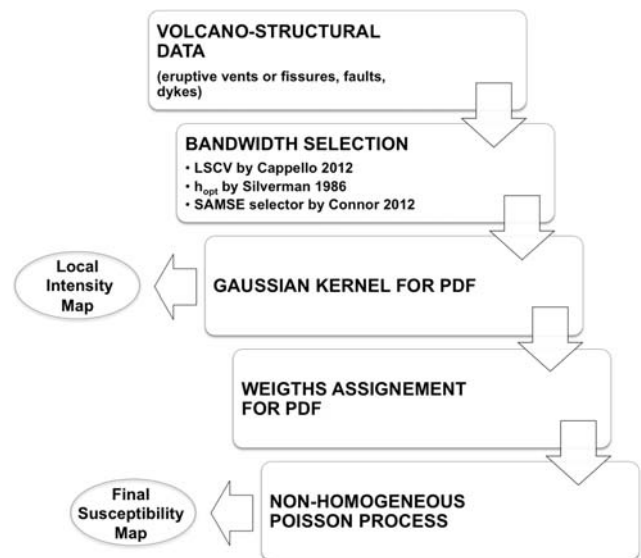 VOLCANO-STRUCTURAL
DATA
(eruptive vents or fissures, faults,
dykes)
BANDWIDTH SELECTION
• LSCV by Cappello 2012
• hopt by Silverman 1986
• SAMSE selector by Connor 2012
Local
Intensity
Map
GAUSSIAN KERNEL FOR PDF
WEIGTHS ASSIGNEMENT
FOR PDF
Final
Susceptibility
Map
NON-HOMOGENEOUS
POISSON PROCESS